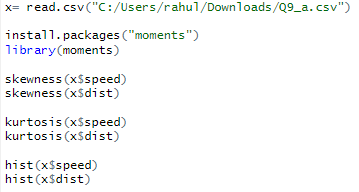 x= read.csv("C:/Users/rahul/Downloads/Q9_a.csv")
install.packages("moments")
library(moments)
skewness(x$speed)
skewness(x$dist)
kurtosis(x$speed)
kurtosis(x$dist)
hist(x$speed)
hist(x$dist)